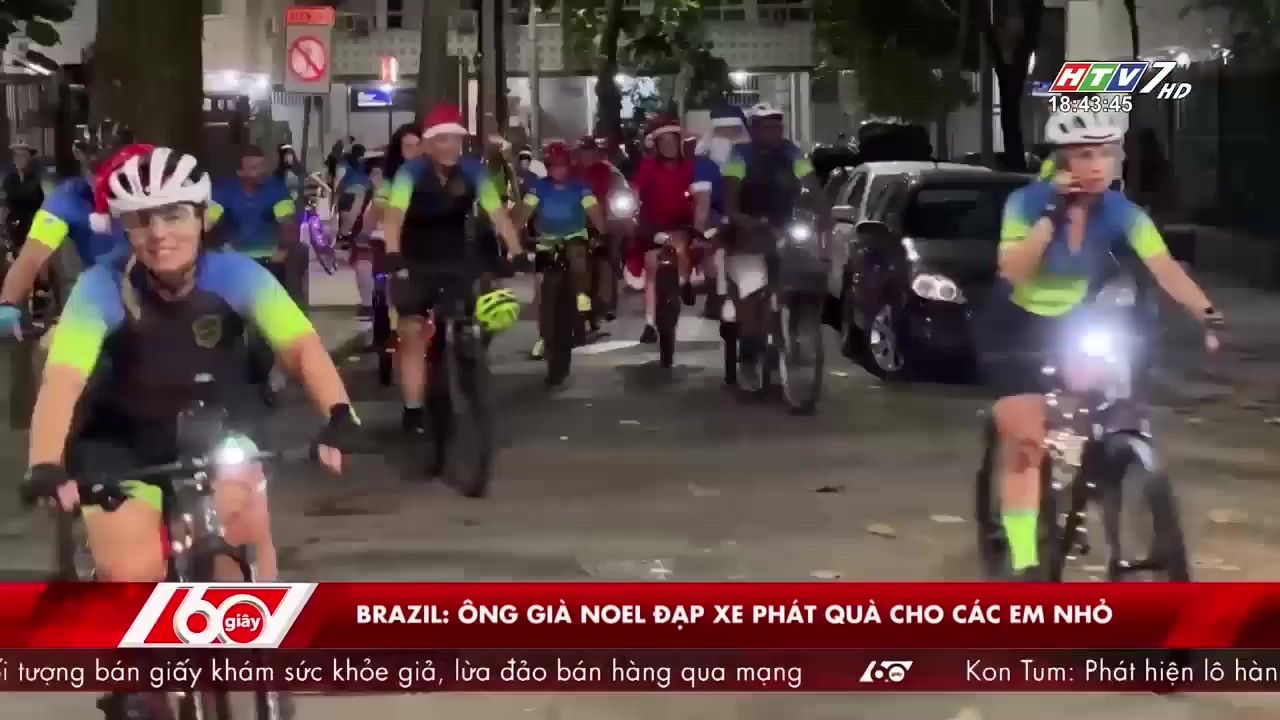 HTV7 HD
18:43:45
60 giây
BRAZIL: ÔNG GIÀ NOEL ĐẠP XE PHÁT QUÀ CHO CÁC EM NHỎ
tượng bán giấy khám sức khỏe giả, lừa đảo bán hàng qua mạng
60 giây
Kon Tum: Phát hiện lô hàn